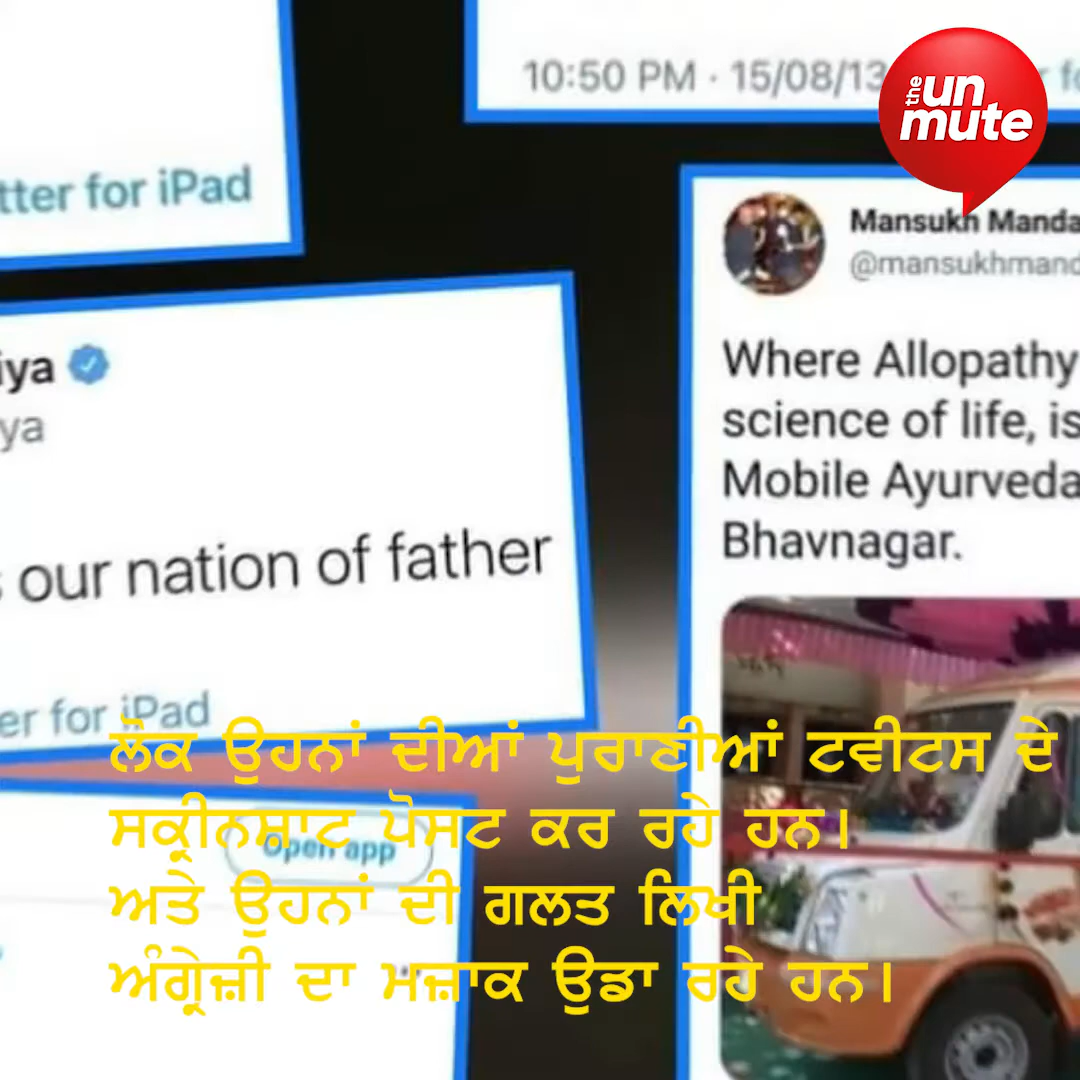 10:50 PM · 15/08/13
the un
mute
tter for iPad
Mansukh Manda
@mansukhmand
iya
ya
Where Allopathy
science of life, is
Mobile Ayurveda
Bhavnagar.
our nation of father
er for iPad
Open app
ਲੋਕ ਉਹਨਾਂ ਦੀਆਂ ਪੁਰਾਣੀਆਂ ਟਵੀਟਸ ਦੇ
ਸਕ੍ਰੀਨਸ਼ਾਟ ਪੋਸਟ ਕਰ ਰਹੇ ਹਨ।
ਅਤੇ ਉਹਨਾਂ ਦੀ ਗਲਤ ਲਿਖੀ
ਅੰਗ੍ਰੇਜ਼ੀ ਦਾ ਮਜ਼ਾਕ ਉਡਾ ਰਹੇ ਹਨ।